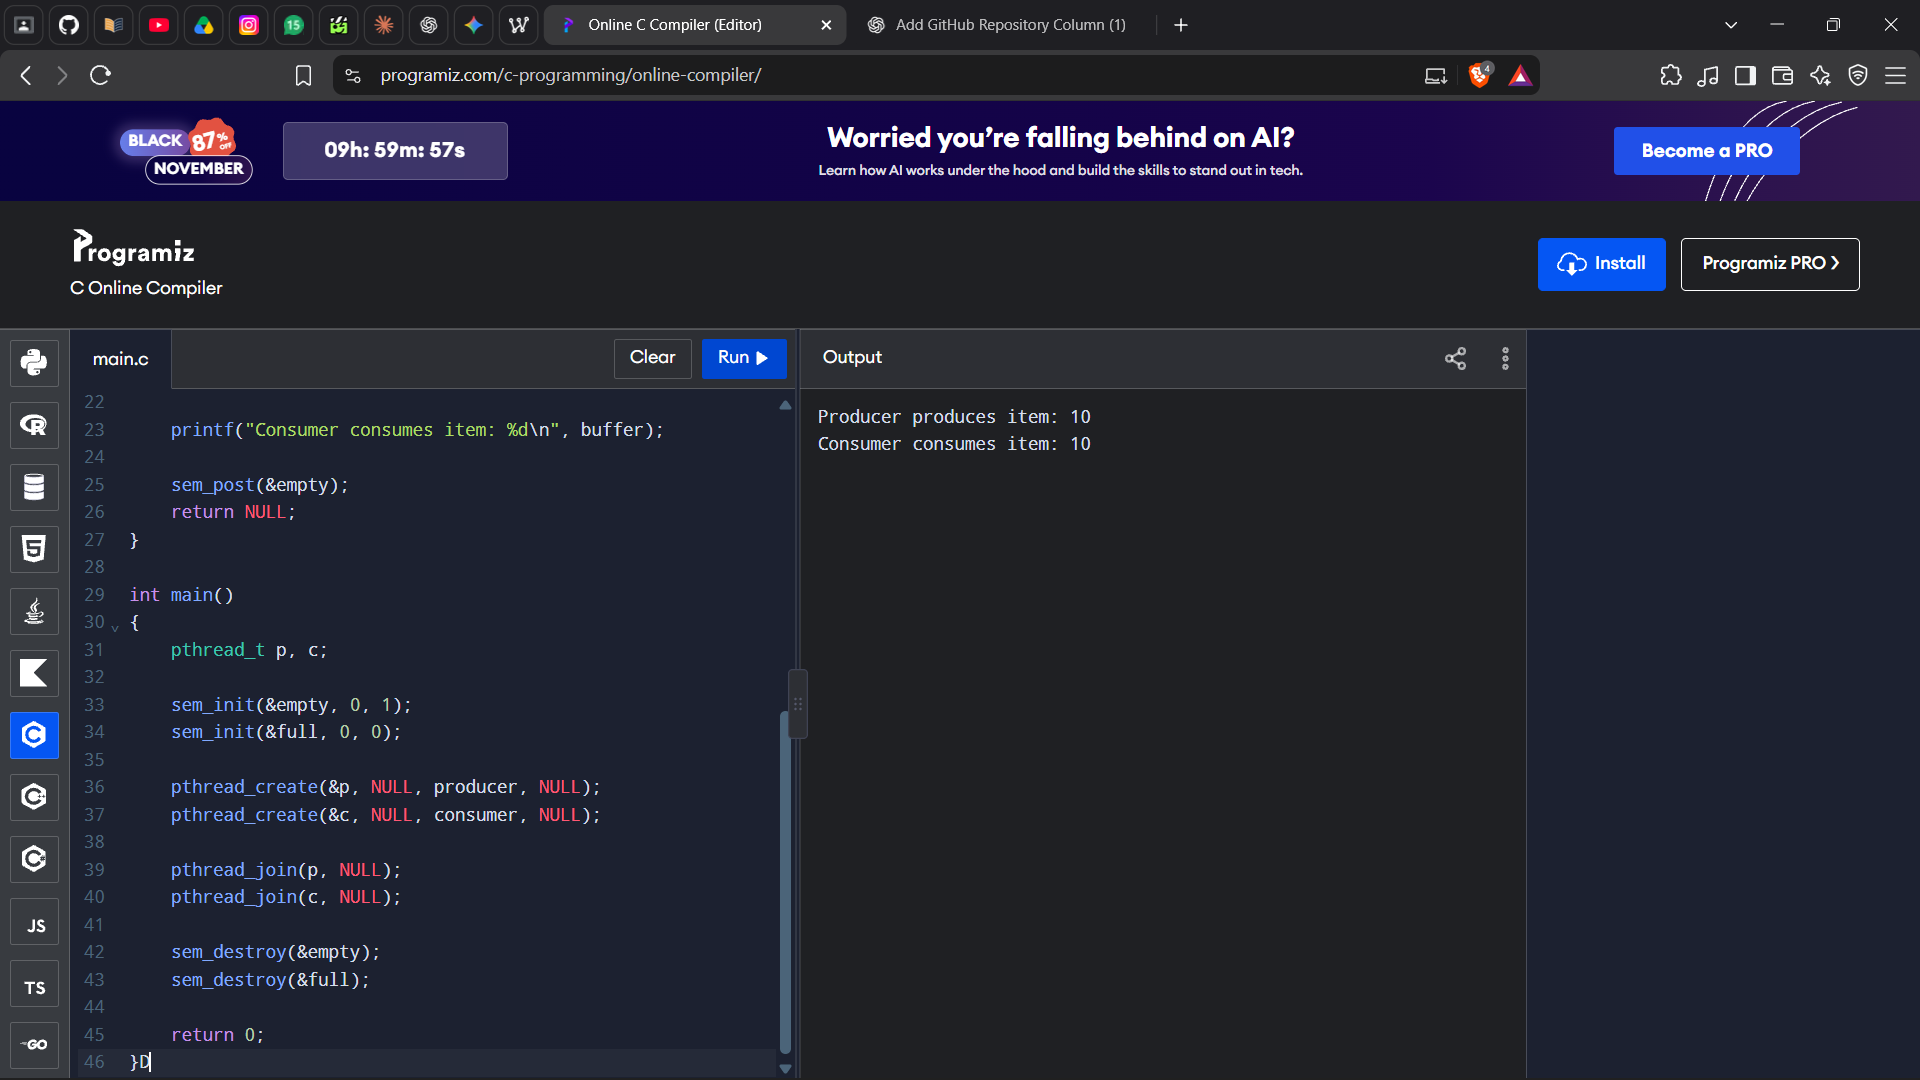 15
Online C Compiler (Editor)
Add GitHub Repository Column (1)
programiz.com/c-programming/online-compiler/
4
BLACK 87% OFF
NOVEMBER
09h: 59m: 57s
Worried you’re falling behind on AI?
Learn how AI works under the hood and build the skills to stand out in tech.
Become a PRO
Programiz
C Online Compiler
Install
Programiz PRO
main.c
Clear
Run
Output
22
23 printf("Consumer consumes item: %d\n", buffer);
24
25 sem_post(&empty);
26 return NULL;
27 }
28
29 int main()
30 {
31 pthread_t p, c;
32
33 sem_init(&empty, 0, 1);
34 sem_init(&full, 0, 0);
35
36 pthread_create(&p, NULL, producer, NULL);
37 pthread_create(&c, NULL, consumer, NULL);
38
39 pthread_join(p, NULL);
40 pthread_join(c, NULL);
41
42 sem_destroy(&empty);
43 sem_destroy(&full);
44
45 return 0;
46 }D
Producer produces item: 10
Consumer consumes item: 10
R
5
C
C
C
JS
TS
GO